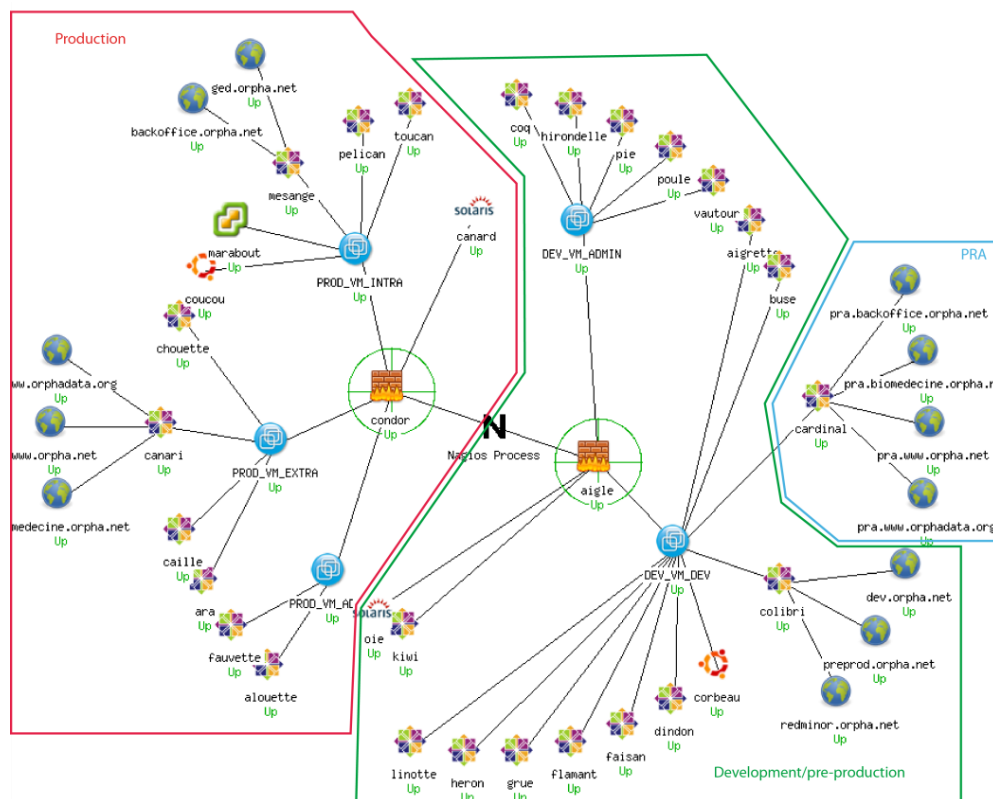 Production
PRA
Development/pre-production
ged.orpha.net
Up
backoffice.orpha.net
Up
mesange
Up
pelican
Up
toucan
Up
solaris
canard
Up
marabout
Up
coucou
Up
PROD_VM_INTRA
Up
chouette
Up
ww.orphadata.org
Up
www.orpha.net
Up
medecine.orpha.net
Up
canari
Up
PROD_VM_EXTRA
Up
condor
Up
caille
Up
ara
Up
PROD_VM_AD
Up
fauvette
Up
alouette
Up
N
Nagios Process
coq
Up
hirondelle
Up
pie
Up
poule
Up
vautour
Up
aigrette
Up
buse
Up
DEV_VM_ADMIN
Up
aigle
Up
solaris
oie
Up
kiwi
Up
DEV_VM_DEV
Up
cardinal
Up
pra.backoffice.orpha.net
Up
pra.biomedecine.orpha.n
Up
pra.www.orpha.net
Up
pra.www.orphadata.org
Up
colibri
Up
dev.orpha.net
Up
preprod.orpha.net
Up
redminor.orpha.net
Up
corbeau
Up
dindon
Up
faisan
Up
flamant
Up
grue
Up
heron
Up
linotte
Up